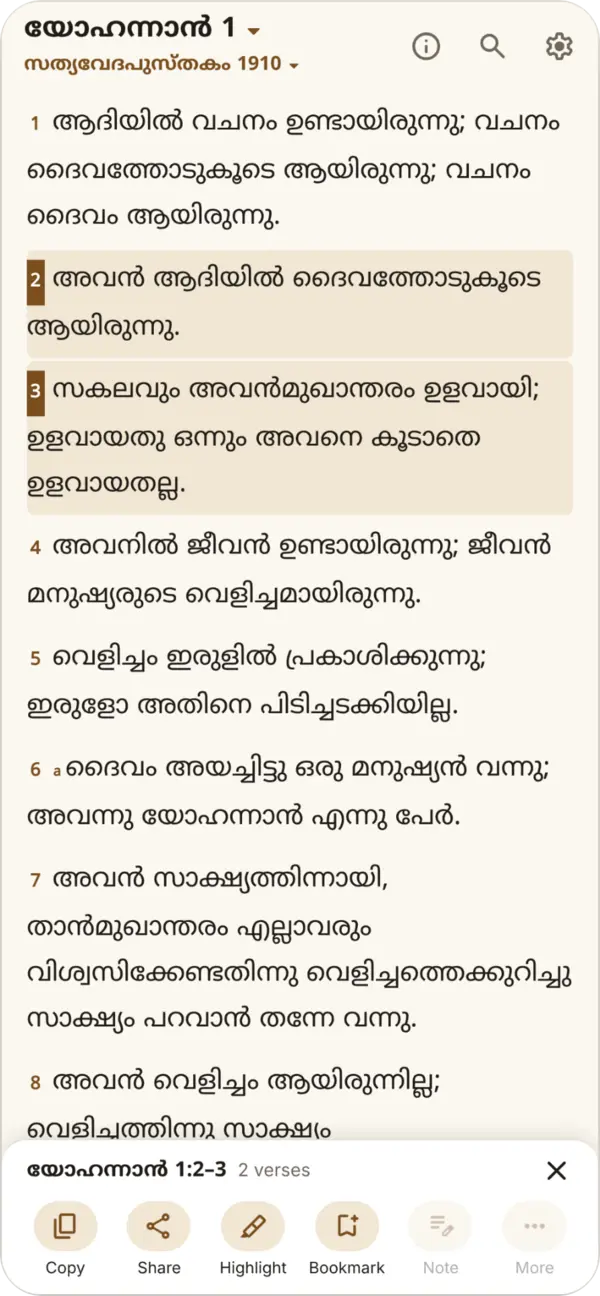 യോഹന്നാൻ 1
സത്യവേദപുസ്തകം 1910
1 ആദിയിൽ വചനം ഉണ്ടായിരുന്നു; വചനം
ദൈവത്തോടുകൂടെ ആയിരുന്നു; വചനം
ദൈവം ആയിരുന്നു.
2 അവൻ ആദിയിൽ ദൈവത്തോടുകൂടെ
ആയിരുന്നു.
3 സകലവും അവൻമുഖാന്തരം ഉളവായി;
ഉളവായതു ഒന്നും അവനെ കൂടാതെ
ഉളവായതല്ല.
4 അവനിൽ ജീവൻ ഉണ്ടായിരുന്നു; ജീവൻ
മനുഷ്യരുടെ വെളിച്ചമായിരുന്നു.
5 വെളിച്ചം ഇരുളിൽ പ്രകാശിക്കുന്നു;
ഇരുളോ അതിനെ പിടിച്ചടക്കിയില്ല.
6 a ദൈവം അയച്ചിട്ടു ഒരു മനുഷ്യൻ വന്നു;
അവന്നു യോഹന്നാൻ എന്നു പേർ.
7 അവൻ സാക്ഷ്യത്തിന്നായി,
താൻമുഖാന്തരം എല്ലാവരും
വിശ്വസിക്കേണ്ടതിന്നു വെളിച്ചത്തെക്കുറിച്ചു
സാക്ഷ്യം പറവാൻ തന്നേ വന്നു.
8 അവൻ വെളിച്ചം ആയിരുന്നില്ല;
വെളിച്ചത്തിന്നു സാക്ഷ്യം
യോഹന്നാൻ 1:2–3 2 verses
Copy Share Highlight Bookmark Note More